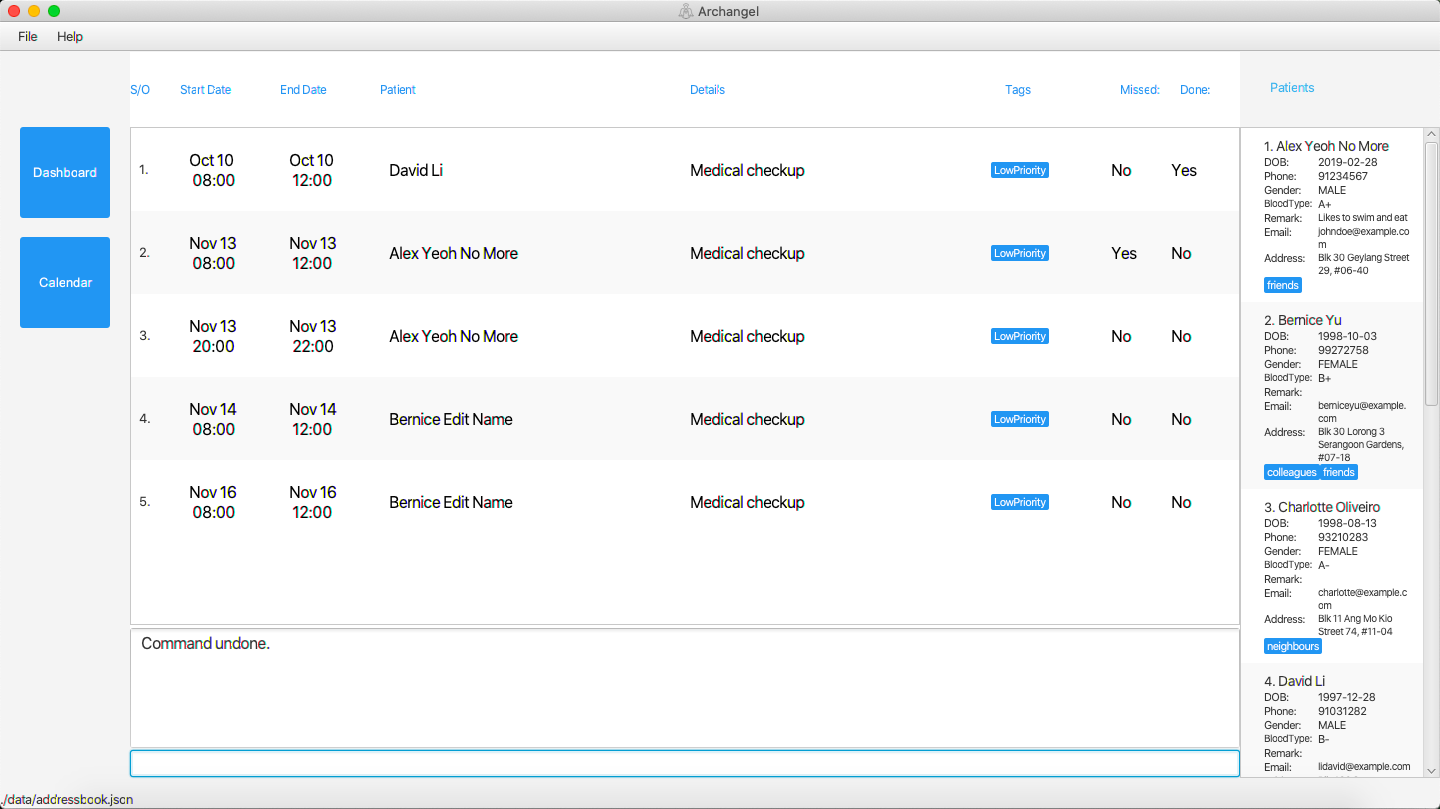 Archangel
File Help
S/O Start Date End Date Patient Details Tags Missed: Done:
Patients
Dashboard
Calendar
1. Oct 10 08:00 Oct 10 12:00 David Li Medical checkup LowPriority No Yes
2. Nov 13 08:00 Nov 13 12:00 Alex Yeoh No More Medical checkup LowPriority Yes No
3. Nov 13 20:00 Nov 13 22:00 Alex Yeoh No More Medical checkup LowPriority No No
4. Nov 14 08:00 Nov 14 12:00 Bernice Edit Name Medical checkup LowPriority No No
5. Nov 16 08:00 Nov 16 12:00 Bernice Edit Name Medical checkup LowPriority No No
Command undone.
1. Alex Yeoh No More
DOB: 2019-02-28
Phone: 91234567
Gender: MALE
BloodType: A+
Remark: Likes to swim and eat
Email: johndoe@example.co
m
Address: Blk 30 Geylang Street
29, #06-40
friends
2. Bernice Yu
DOB: 1998-10-03
Phone: 99272758
Gender: FEMALE
BloodType: B+
Remark:
Email: berniceyu@example.
com
Address: Blk 30 Lorong 3
Serangoon Gardens,
#07-18
colleagues friends
3. Charlotte Oliveiro
DOB: 1998-08-13
Phone: 93210283
Gender: FEMALE
BloodType: A-
Remark:
Email: charlotte@example.c
om
Address: Blk 11 Ang Mo Kio
Street 74, #11-04
neighbours
4. David Li
DOB: 1997-12-28
Phone: 91031282
Gender: MALE
BloodType: B-
Remark:
Email: lidavid@example.com
./data/addressbook.json